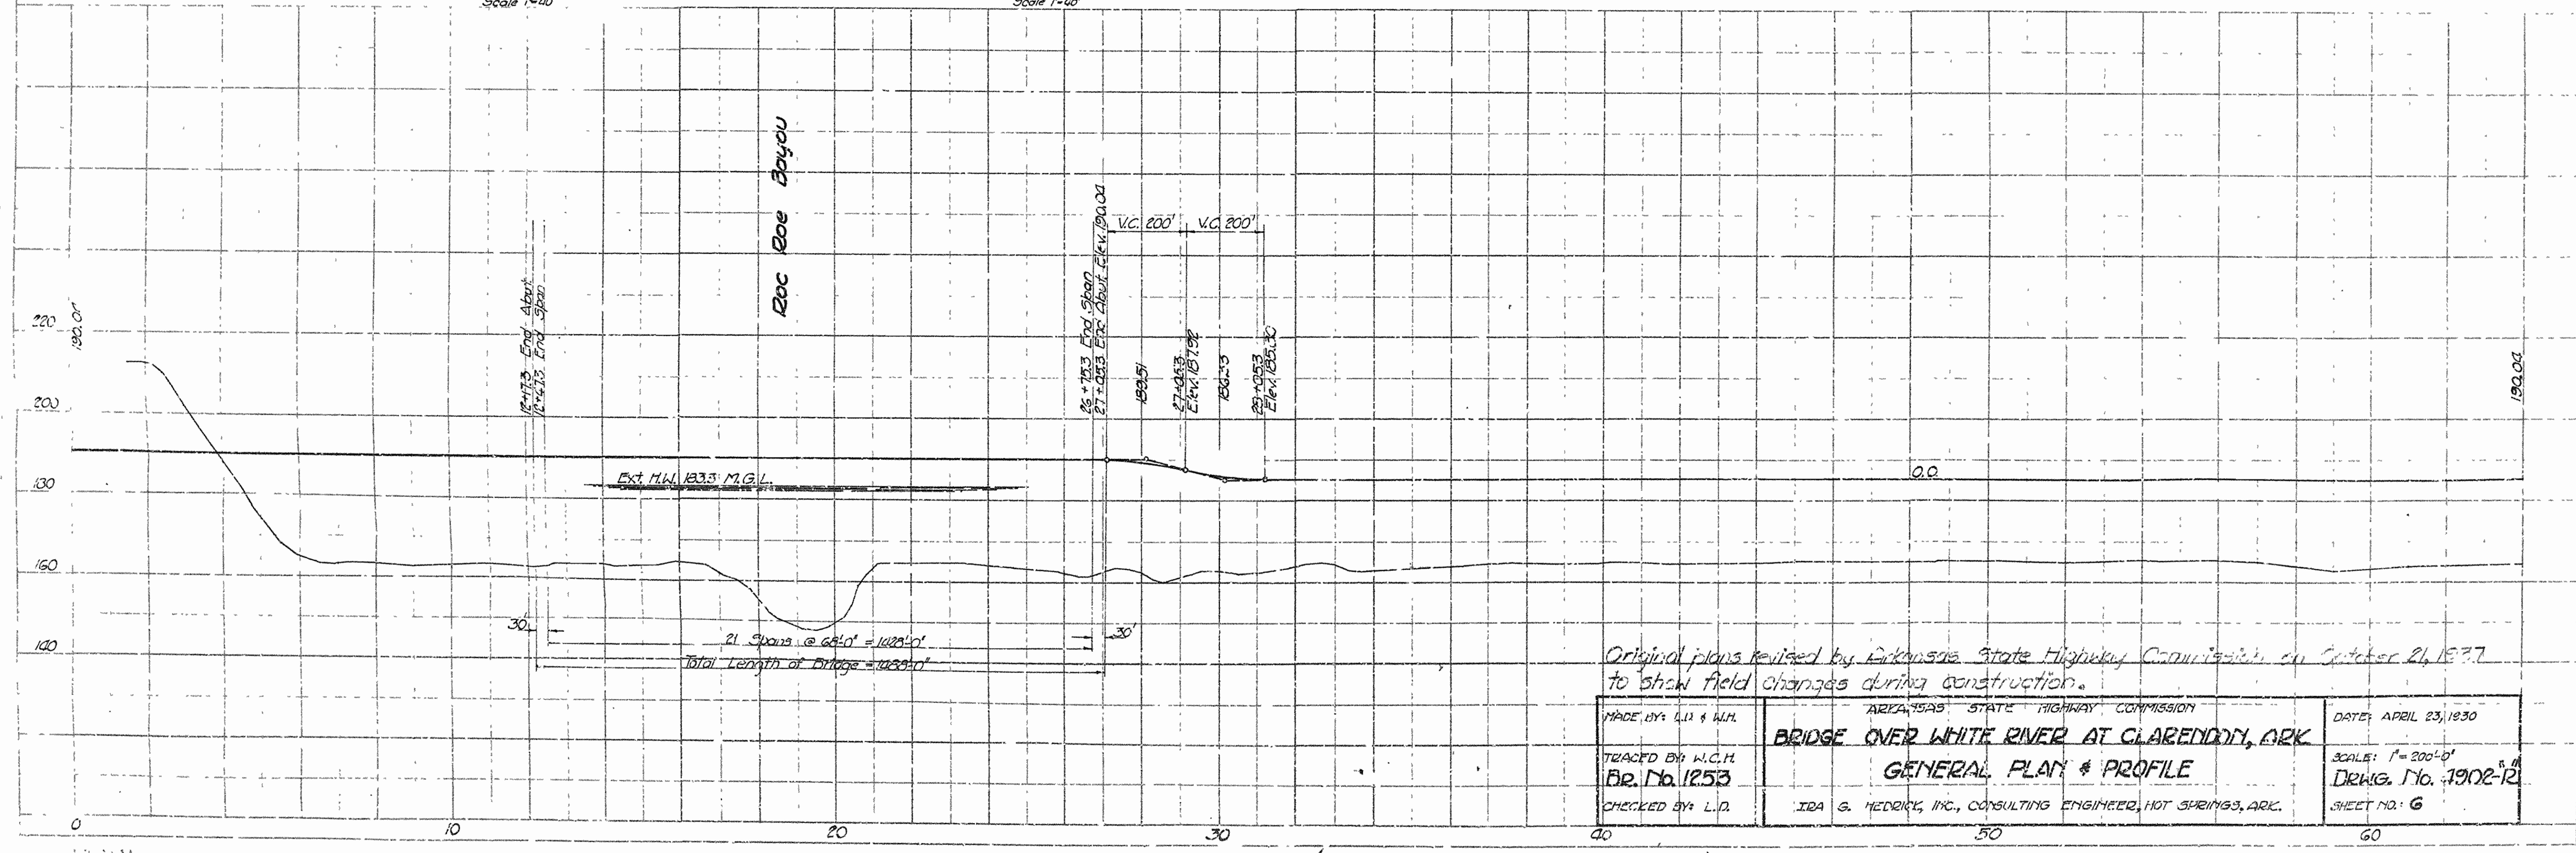 Scale 1"=40'
Scale 1"=40'
Roc Roe Bayou
190.00
12+17.3 End Abut.
12+47.3 End Span
26+75.3 End Span
27+05.3 End Abut. Elev. 190.00
V.C. 200'
V.C. 200'
189.51
27+05.3
Elev. 187.92
186.33
29+05.3
Elev. 185.30
190.00
220
200
180
160
140
Ext. H.W. 183.3 M.G.L.
0.0
30'
21 Spans @ 68'-0" = 1428'-0"
30'
Total Length of Bridge = 1488'-0"
Original plans revised by Arkansas State Highway Commission on October 21, 1937
to show field changes during construction.
MADE BY: L.D. & W.H.
TRACED BY: W.C.H.
Br. No. 1253
CHECKED BY: L.D.
ARKANSAS STATE HIGHWAY COMMISSION
BRIDGE OVER WHITE RIVER AT CLARENDON, ARK
GENERAL PLAN & PROFILE
IRA G. HEDRICK, INC., CONSULTING ENGINEER, HOT SPRINGS, ARK.
DATE: APRIL 23, 1930
SCALE: 1"=200'-0"
DRWG. NO. 1902-"R"
SHEET NO.: 6
0
10
20
30
40
50
60